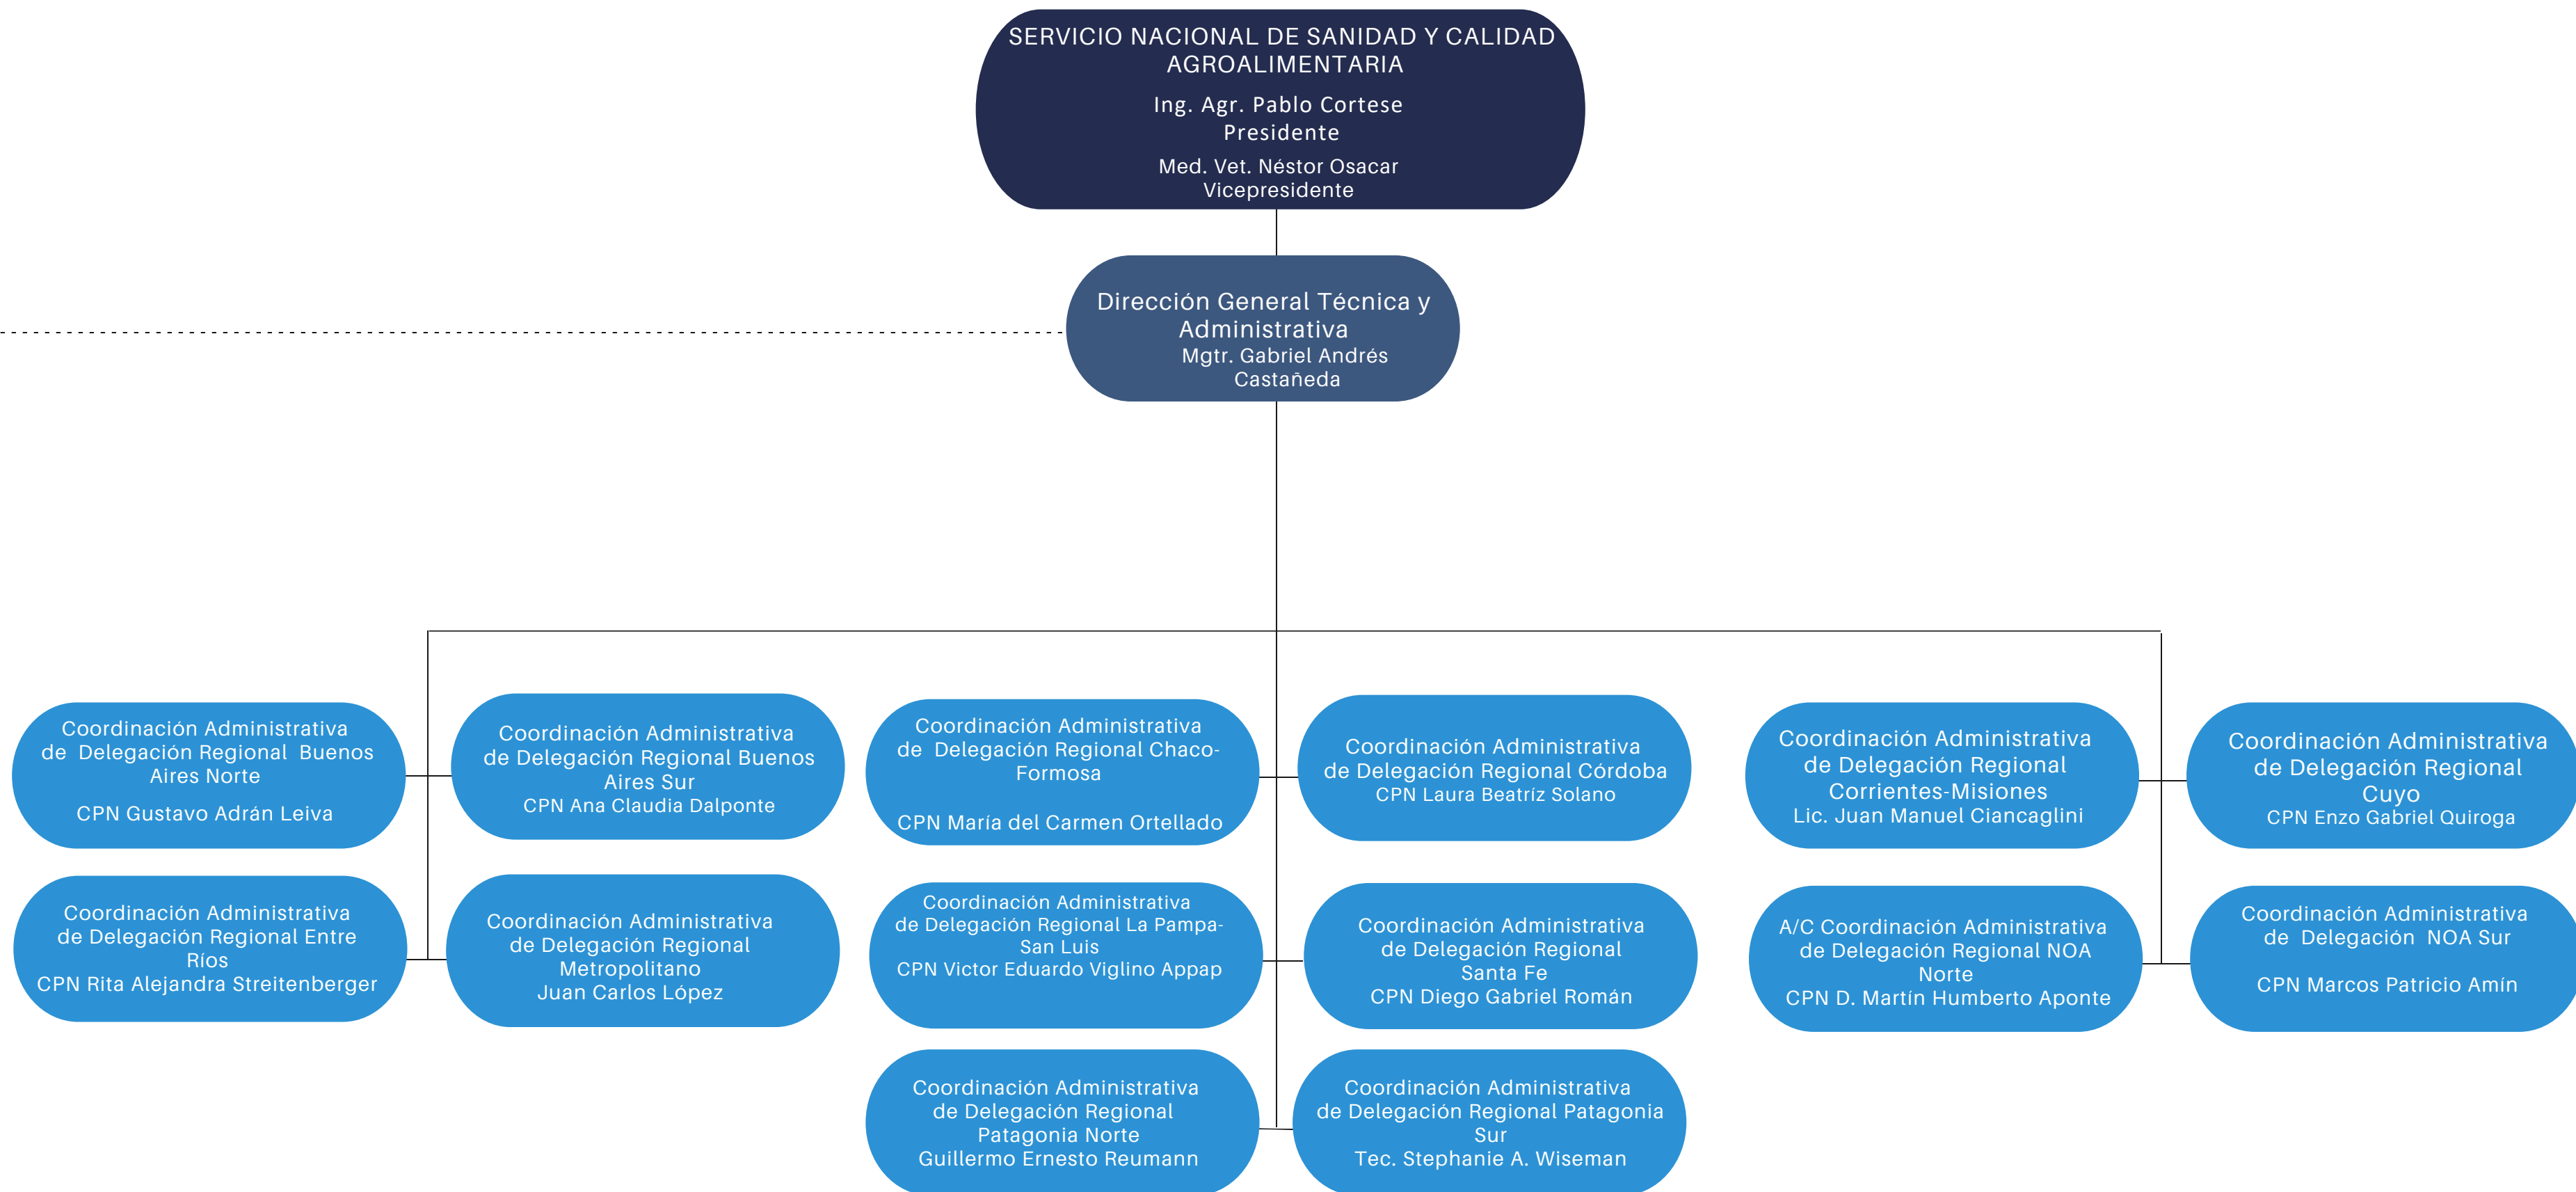 SERVICIO NACIONAL DE SANIDAD Y CALIDAD
AGROALIMENTARIA
Ing. Agr. Pablo Cortese
Presidente
Med. Vet. Néstor Osacar
Vicepresidente
Dirección General Técnica y
Administrativa
Mgtr. Gabriel Andrés
Castañeda
Coordinación Administrativa
de Delegación Regional Buenos
Aires Norte
CPN Gustavo Adrán Leiva
Coordinación Administrativa
de Delegación Regional Buenos
Aires Sur
CPN Ana Claudia Dalponte
Coordinación Administrativa
de Delegación Regional Chaco-
Formosa
CPN María del Carmen Ortellado
Coordinación Administrativa
de Delegación Regional Córdoba
CPN Laura Beatríz Solano
Coordinación Administrativa
de Delegación Regional
Corrientes-Misiones
Lic. Juan Manuel Ciancaglini
Coordinación Administrativa
de Delegación Regional
Cuyo
CPN Enzo Gabriel Quiroga
Coordinación Administrativa
de Delegación Regional Entre
Ríos
CPN Rita Alejandra Streitenberger
Coordinación Administrativa
de Delegación Regional
Metropolitano
Juan Carlos López
Coordinación Administrativa
de Delegación Regional La Pampa-
San Luis
CPN Victor Eduardo Viglino Appap
Coordinación Administrativa
de Delegación Regional
Santa Fe
CPN Diego Gabriel Román
A/C Coordinación Administrativa
de Delegación Regional NOA
Norte
CPN D. Martín Humberto Aponte
Coordinación Administrativa
de Delegación NOA Sur
CPN Marcos Patricio Amín
Coordinación Administrativa
de Delegación Regional
Patagonia Norte
Guillermo Ernesto Reumann
Coordinación Administrativa
de Delegación Regional Patagonia
Sur
Tec. Stephanie A. Wiseman